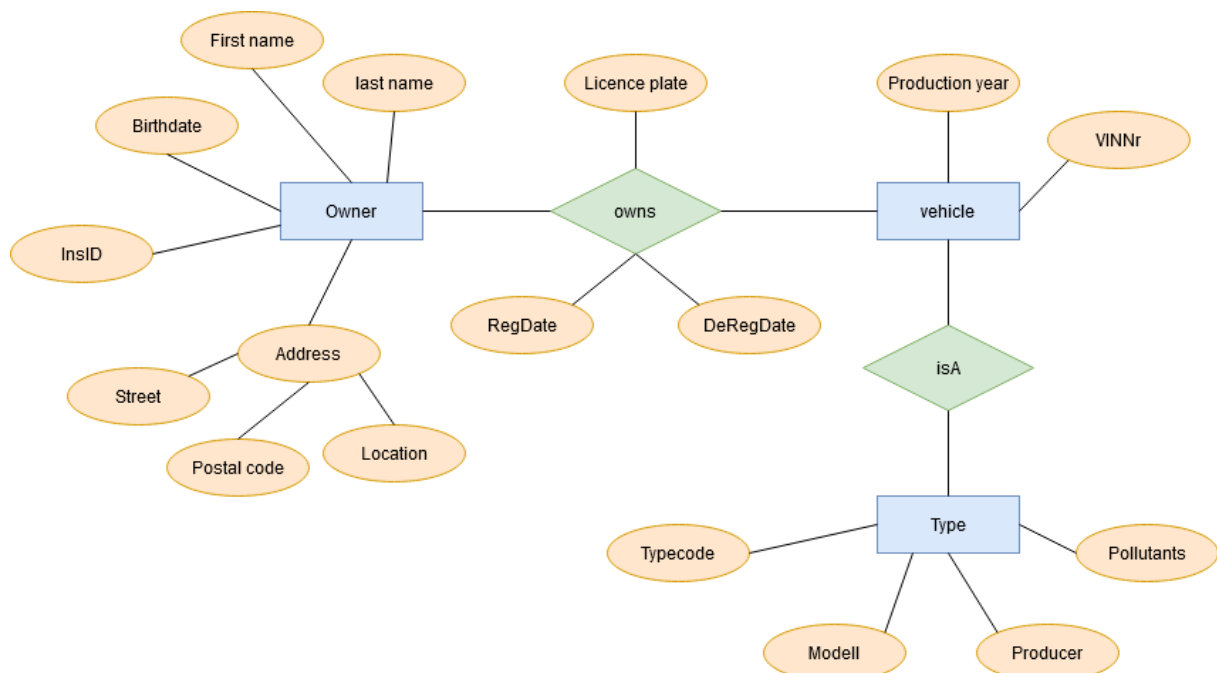 First name
last name
Licence plate
Production year
Birthdate
VINNr
Owner
owns
vehicle
InsID
RegDate
DeRegDate
Address
isA
Street
Location
Postal code
Type
Typecode
Pollutants
Modell
Producer